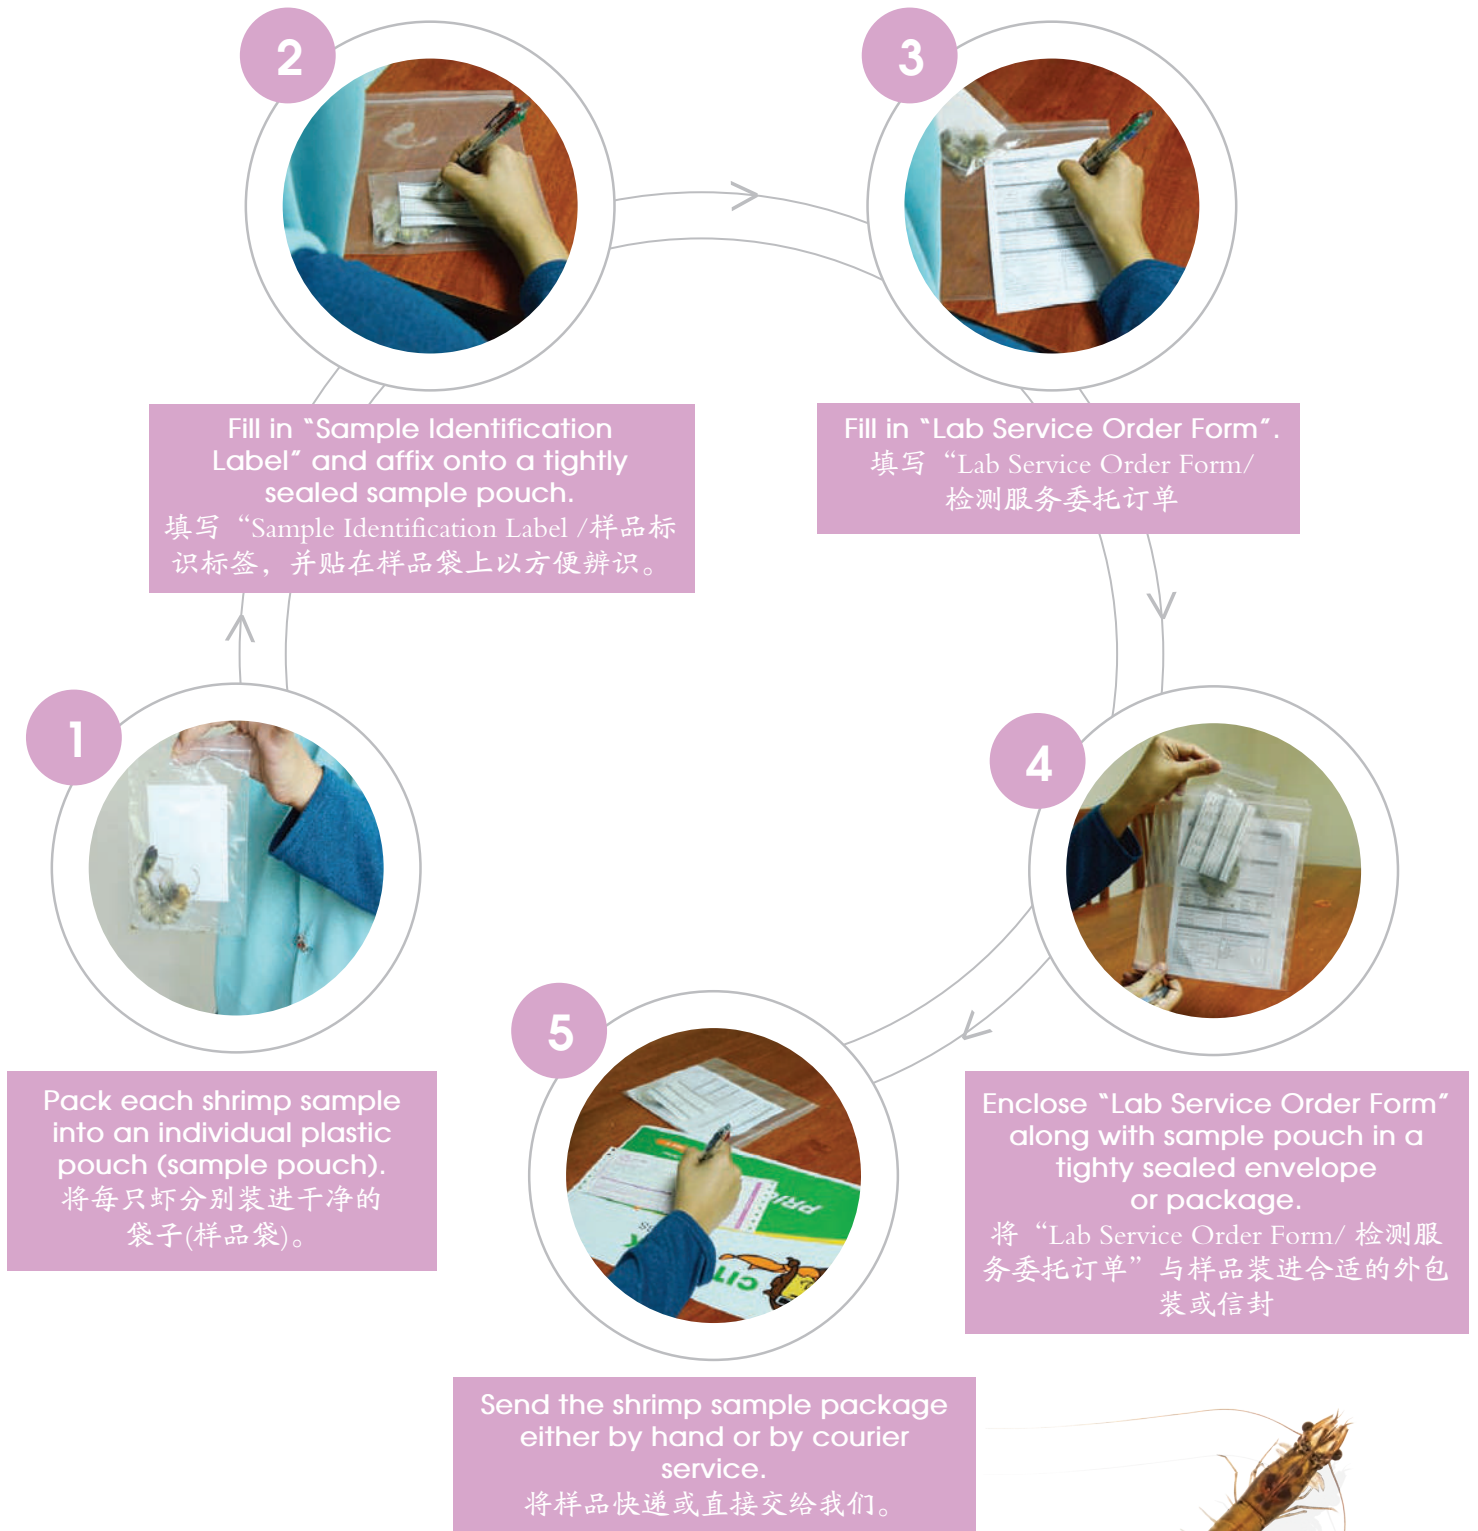 1
Pack each shrimp sample
into an individual plastic
pouch (sample pouch).
将每只虾分别装进干净的
袋子(样品袋)。
2
Fill in “Sample Identification
Label” and affix onto a tightly
sealed sample pouch.
填写“Sample Identification Label /样品标
识标签，并贴在样品袋上以方便辨识。
3
Fill in “Lab Service Order Form”.
填写“Lab Service Order Form/
检测服务委托订单
4
Enclose “Lab Service Order Form”
along with sample pouch in a
tighty sealed envelope
or package.
将“Lab Service Order Form/ 检测服
务委托订单”与样品装进合适的外包
装或信封
5
Send the shrimp sample package
either by hand or by courier
service.
将样品快递或直接交给我们。